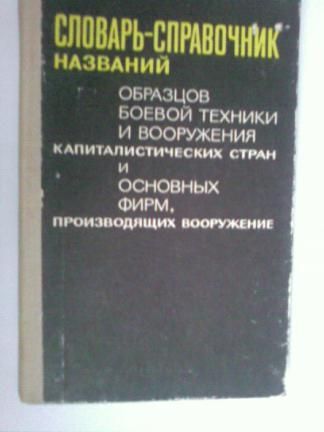 СЛОВАРЬ-СПРАВОЧНИК
НАЗВАНИЙ
ОБРАЗЦОВ
БОЕВОЙ ТЕХНИКИ
И ВООРУЖЕНИЯ
КАПИТАЛИСТИЧЕСКИХ СТРАН
И
ОСНОВНЫХ
ФИРМ,
ПРОИЗВОДЯЩИХ ВООРУЖЕНИЕ